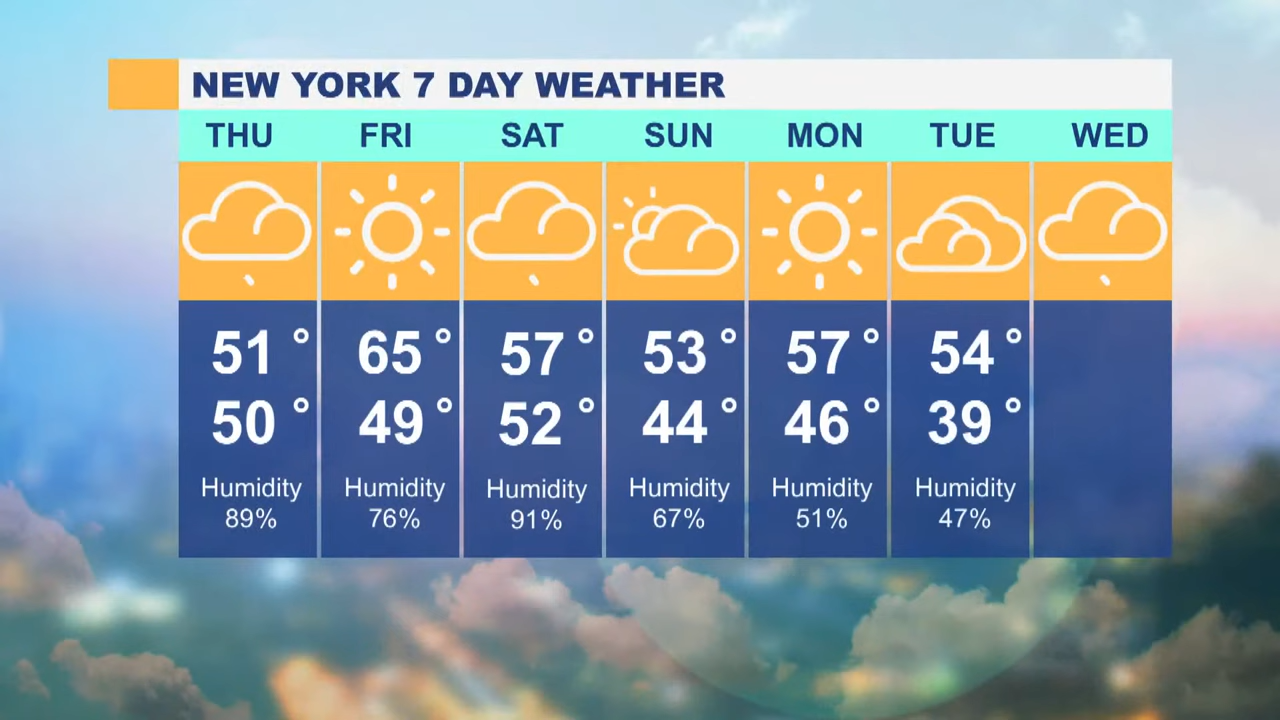 NEW YORK 7 DAY WEATHER
THU FRI SAT SUN MON TUE WED
51° 65° 57° 53° 57° 54°
50° 49° 52° 44° 46° 39°
Humidity Humidity Humidity Humidity Humidity Humidity
89% 76% 91% 67% 51% 47%